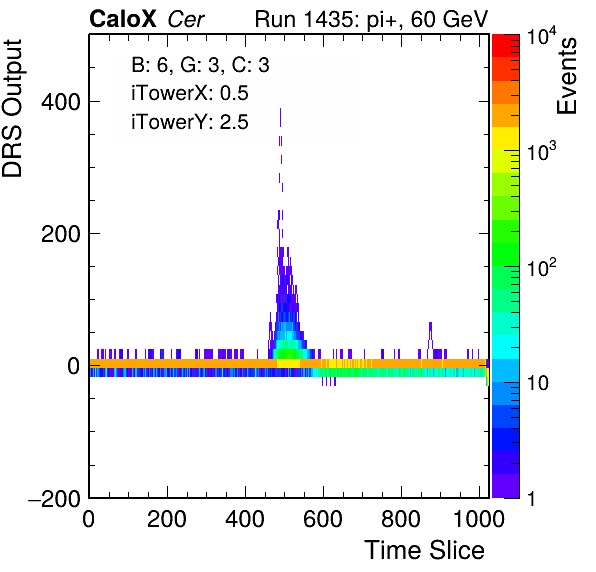 CaloX Cer
Run 1435: pi+, 60 GeV
B: 6, G: 3, C: 3
iTowerX: 0.5
iTowerY: 2.5
DRS Output
400
200
0
−200
0 200 400 600 800 1000
Time Slice
Events
10^4
10^3
10^2
10
1